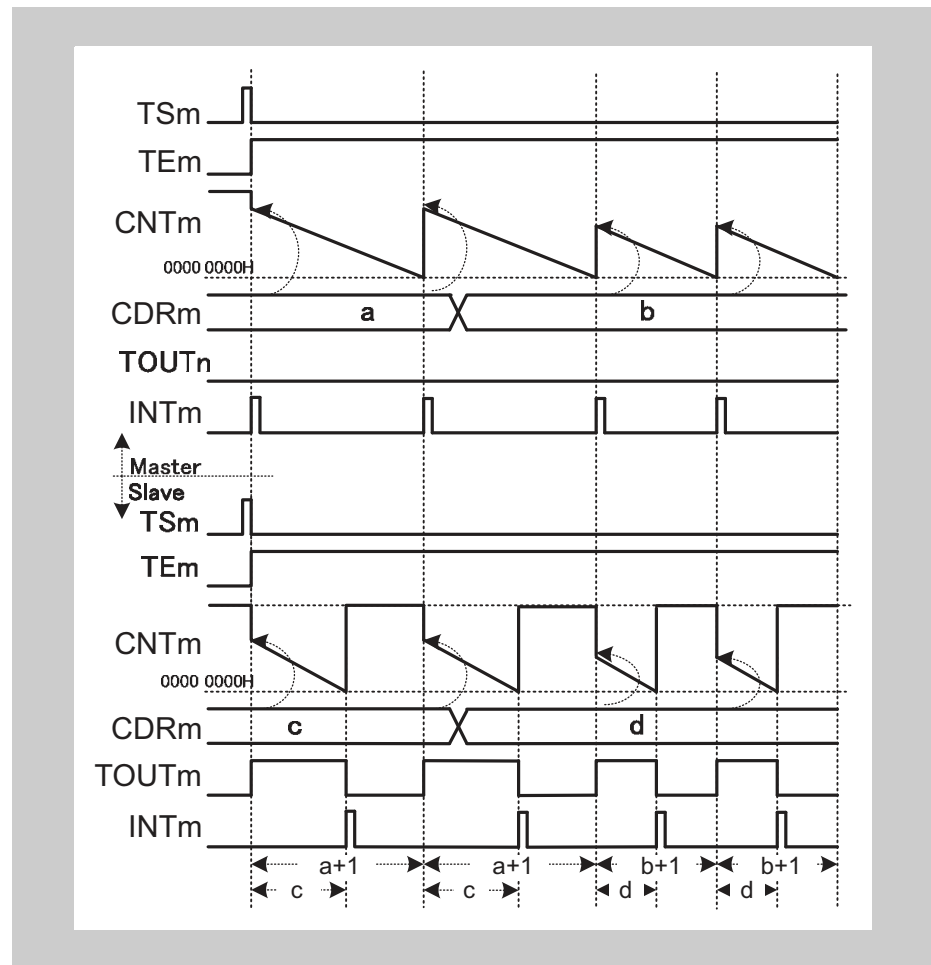 TSm
TEm
CNTm
0000 0000H
CDRm a b
TOUTn
INTm
Master
Slave
TSm
TEm
CNTm
0000 0000H
CDRm c d
TOUTm
INTm
a+1 a+1 b+1 b+1
c c d d